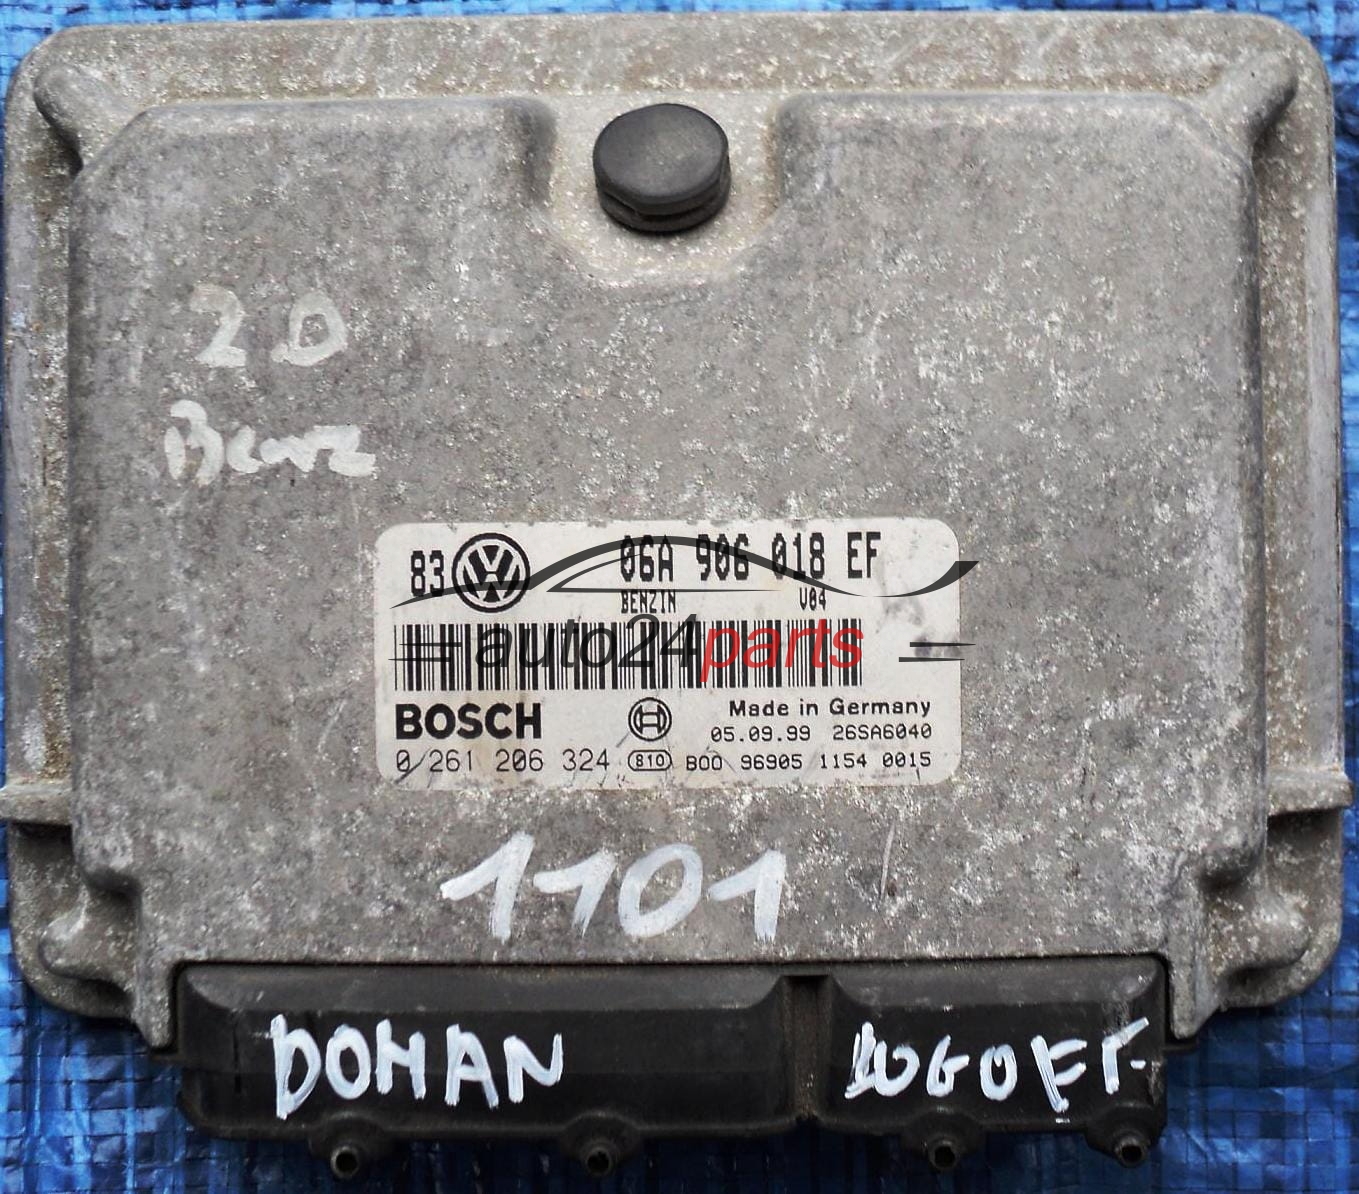 2.0
Benz
83 06A 906 018 EF
BENZIN V04
auto24parts
BOSCH
Made in Germany
05.09.99 26SA6040
0 261 206 324 810 B00 96905 1154 0015
1101
DOHAN